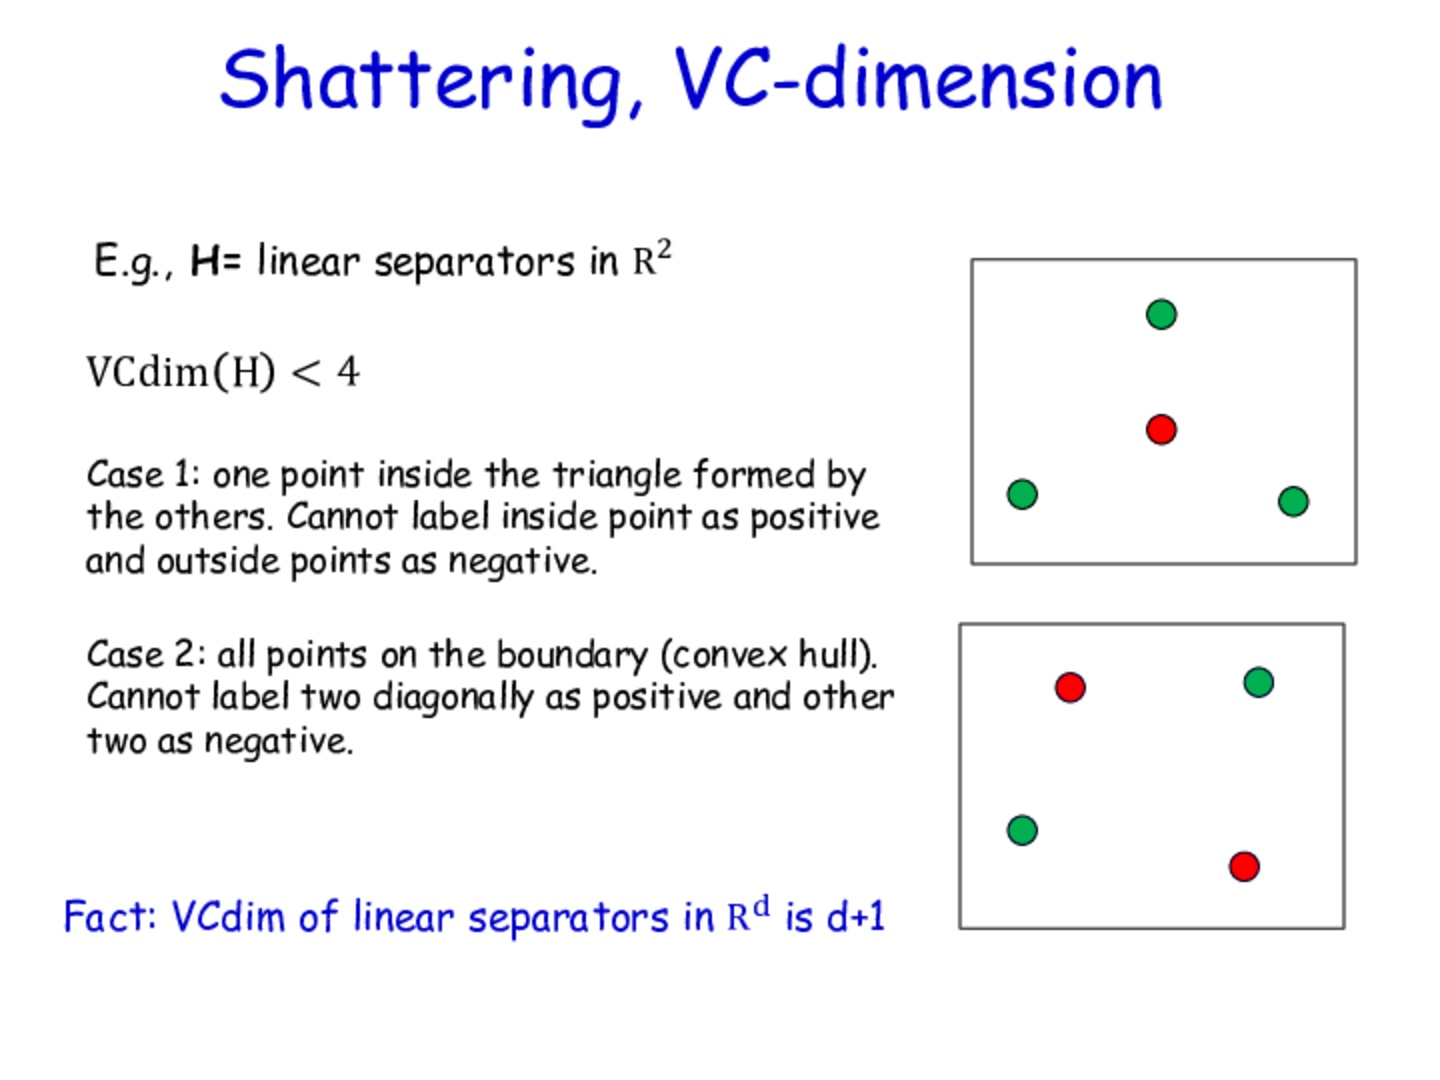 Shattering, VC-dimension
E.g., H= linear separators in R²
VCdim(H) < 4
Case 1: one point inside the triangle formed by
the others. Cannot label inside point as positive
and outside points as negative.
Case 2: all points on the boundary (convex hull).
Cannot label two diagonally as positive and other
two as negative.
Fact: VCdim of linear separators in Rᵈ is d+1